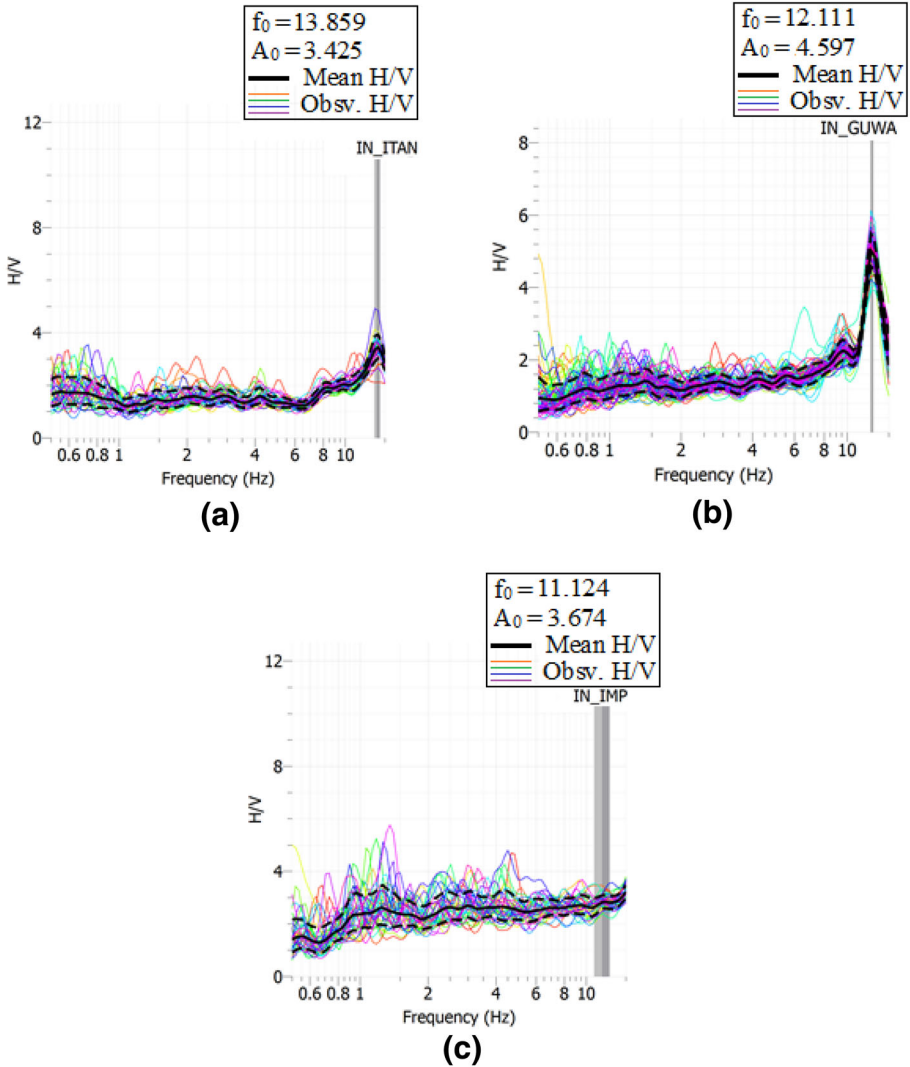 f₀ = 13.859
A₀ = 3.425
Mean H/V
Obsv. H/V
IN_ITAN
12
8
4
0
H/V
0.6 0.8 1 2 4 6 8 10
Frequency (Hz)
(a)
f₀ = 12.111
A₀ = 4.597
Mean H/V
Obsv. H/V
IN_GUWA
8
6
4
2
0
H/V
0.6 0.8 1 2 4 6 8 10
Frequency (Hz)
(b)
f₀ = 11.124
A₀ = 3.674
Mean H/V
Obsv. H/V
IN_IMP
12
8
4
0
H/V
0.6 0.8 1 2 4 6 8 10
Frequency (Hz)
(c)